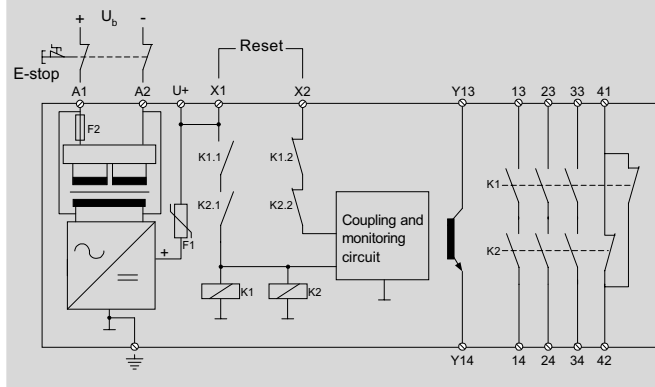 + Ub -
Reset
E-stop
A1 A2 U+ X1 X2 Y13 13 23 33 41
F2
K1.1 K1.2
K1
K2.1 K2.2
Coupling and
monitoring
circuit
F1
K2
+
K1 K2
Y14 14 24 34 42